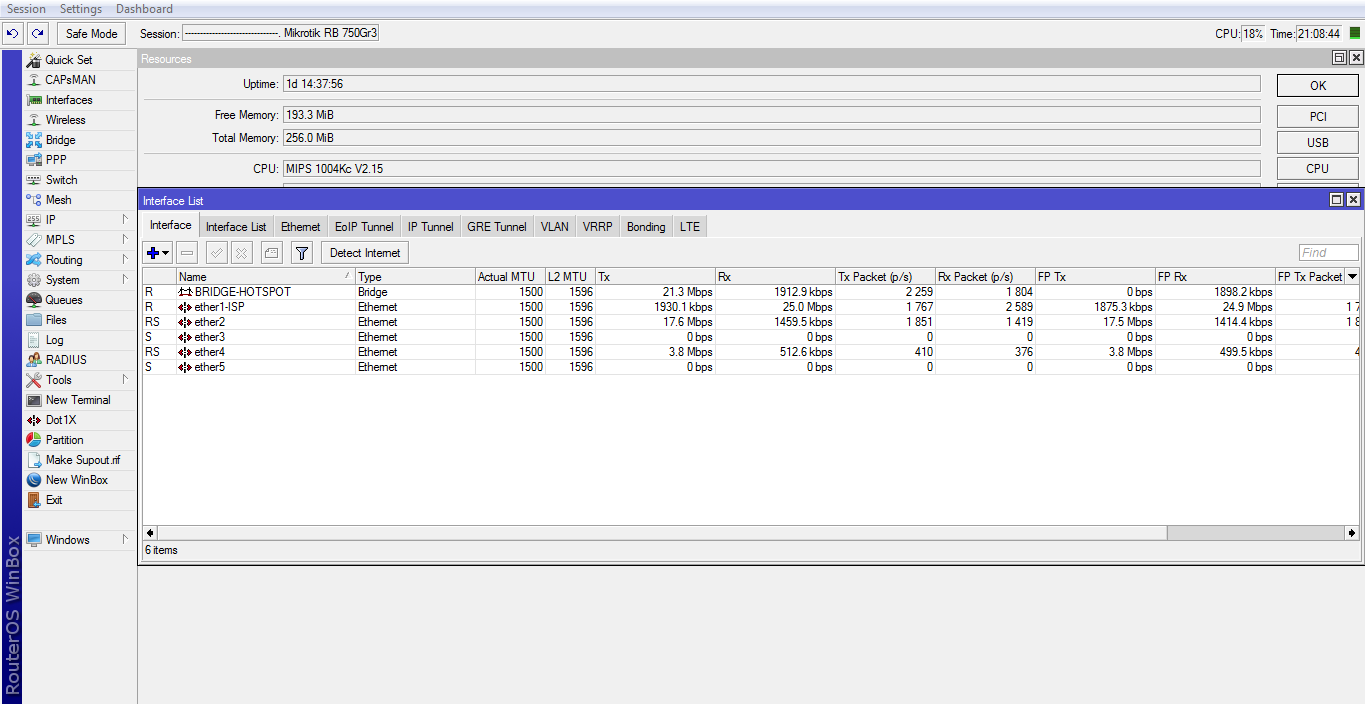 Session Settings Dashboard
Safe Mode Session: -------------------------------. Mikrotik RB 750Gr3 CPU: 18% Time: 21:08:44
Quick Set
CAPsMAN
Interfaces
Wireless
Bridge
PPP
Switch
Mesh
IP
MPLS
Routing
System
Queues
Files
Log
RADIUS
Tools
New Terminal
Dot1X
Partition
Make Supout.rif
New WinBox
Exit
Windows
RouterOS WinBox
Resources
Uptime: 1d 14:37:56
Free Memory: 193.3 MiB
Total Memory: 256.0 MiB
CPU: MIPS 1004Kc V2.15
OK
PCI
USB
CPU
Interface List
Interface Interface List Ethernet EoIP Tunnel IP Tunnel GRE Tunnel VLAN VRRP Bonding LTE
Detect Internet Find
Name Type Actual MTU L2 MTU Tx Rx Tx Packet (p/s) Rx Packet (p/s) FP Tx FP Rx FP Tx Packet
R BRIDGE-HOTSPOT Bridge 1500 1596 21.3 Mbps 1912.9 kbps 2 259 1 804 0 bps 1898.2 kbps
R ether1-ISP Ethernet 1500 1596 1930.1 kbps 25.0 Mbps 1 767 2 589 1875.3 kbps 24.9 Mbps 1 7
RS ether2 Ethernet 1500 1596 17.6 Mbps 1459.5 kbps 1 851 1 419 17.5 Mbps 1414.4 kbps 1 8
S ether3 Ethernet 1500 1596 0 bps 0 bps 0 0 0 bps 0 bps
RS ether4 Ethernet 1500 1596 3.8 Mbps 512.6 kbps 410 376 3.8 Mbps 499.5 kbps 4
S ether5 Ethernet 1500 1596 0 bps 0 bps 0 0 0 bps 0 bps
6 items